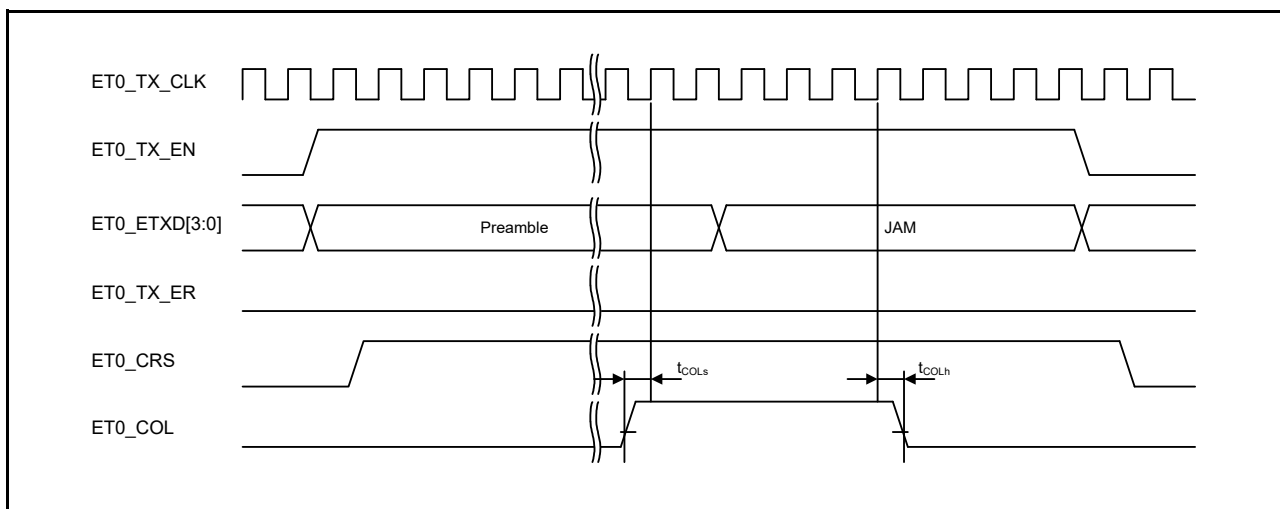 ET0_TX_CLK
ET0_TX_EN
ET0_ETXD[3:0]
Preamble
JAM
ET0_TX_ER
ET0_CRS
tCOLs
tCOLh
ET0_COL